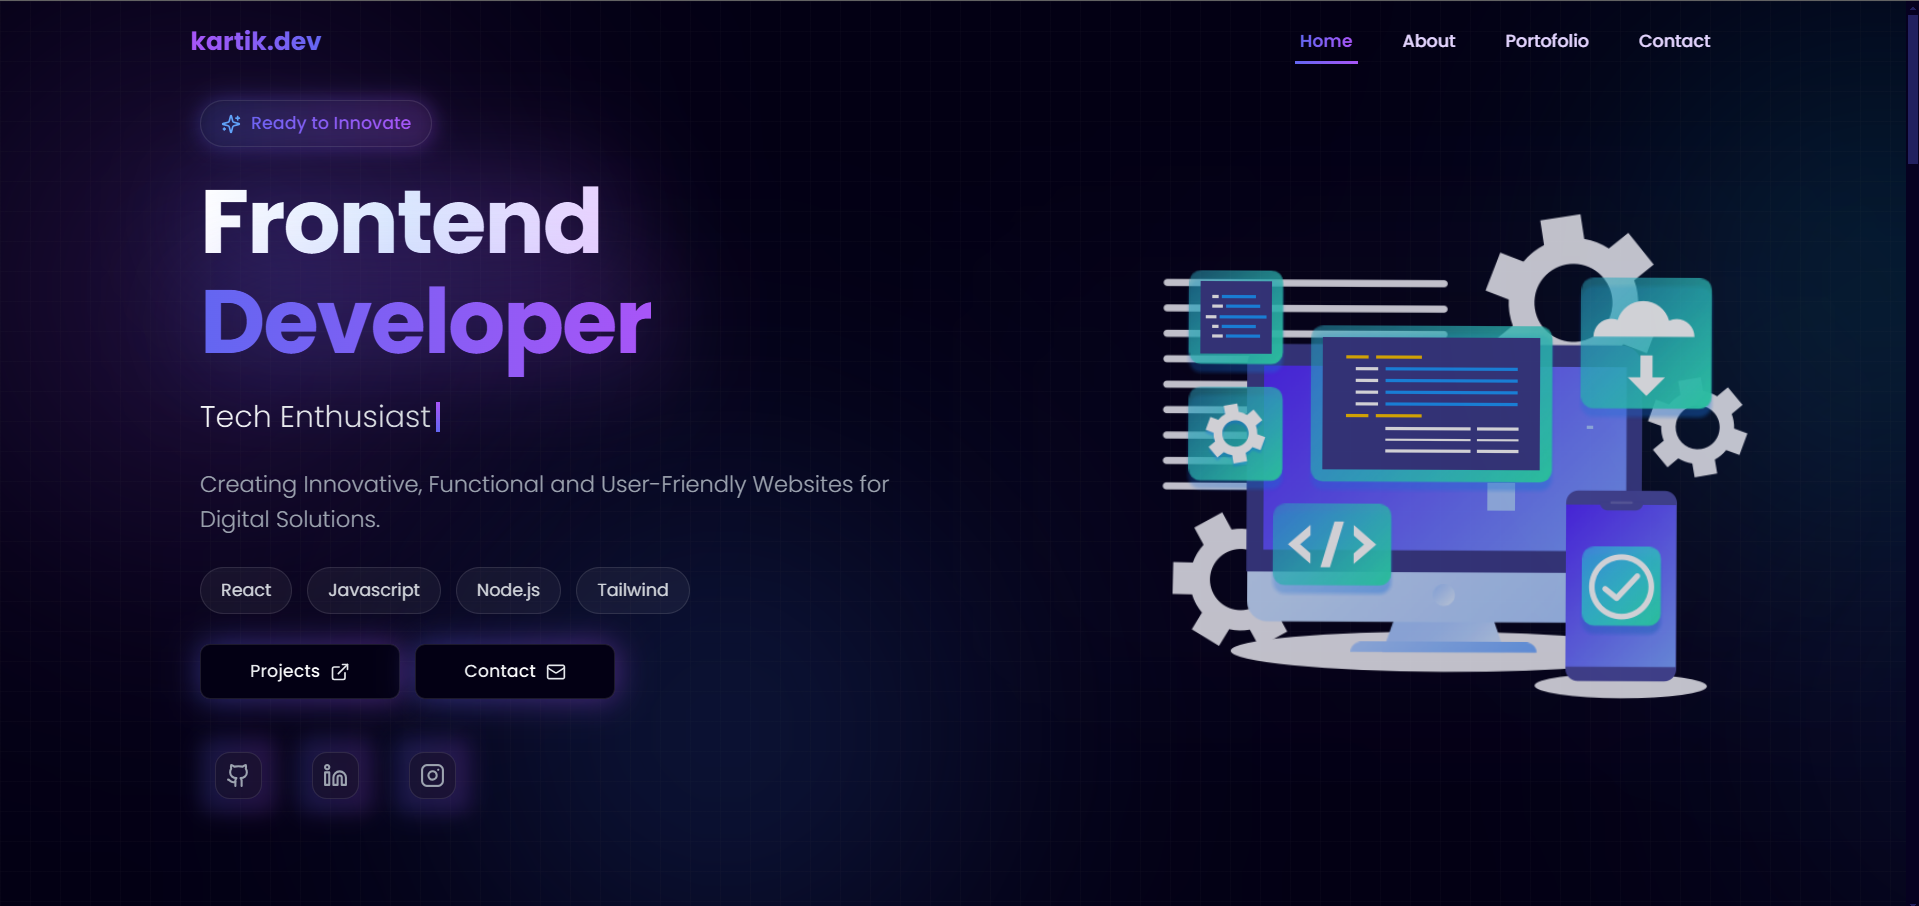 kartik.dev
Home About Portofolio Contact
Ready to Innovate
Frontend
Developer
Tech Enthusiast
Creating Innovative, Functional and User-Friendly Websites for
Digital Solutions.
React Javascript Node.js Tailwind
Projects Contact